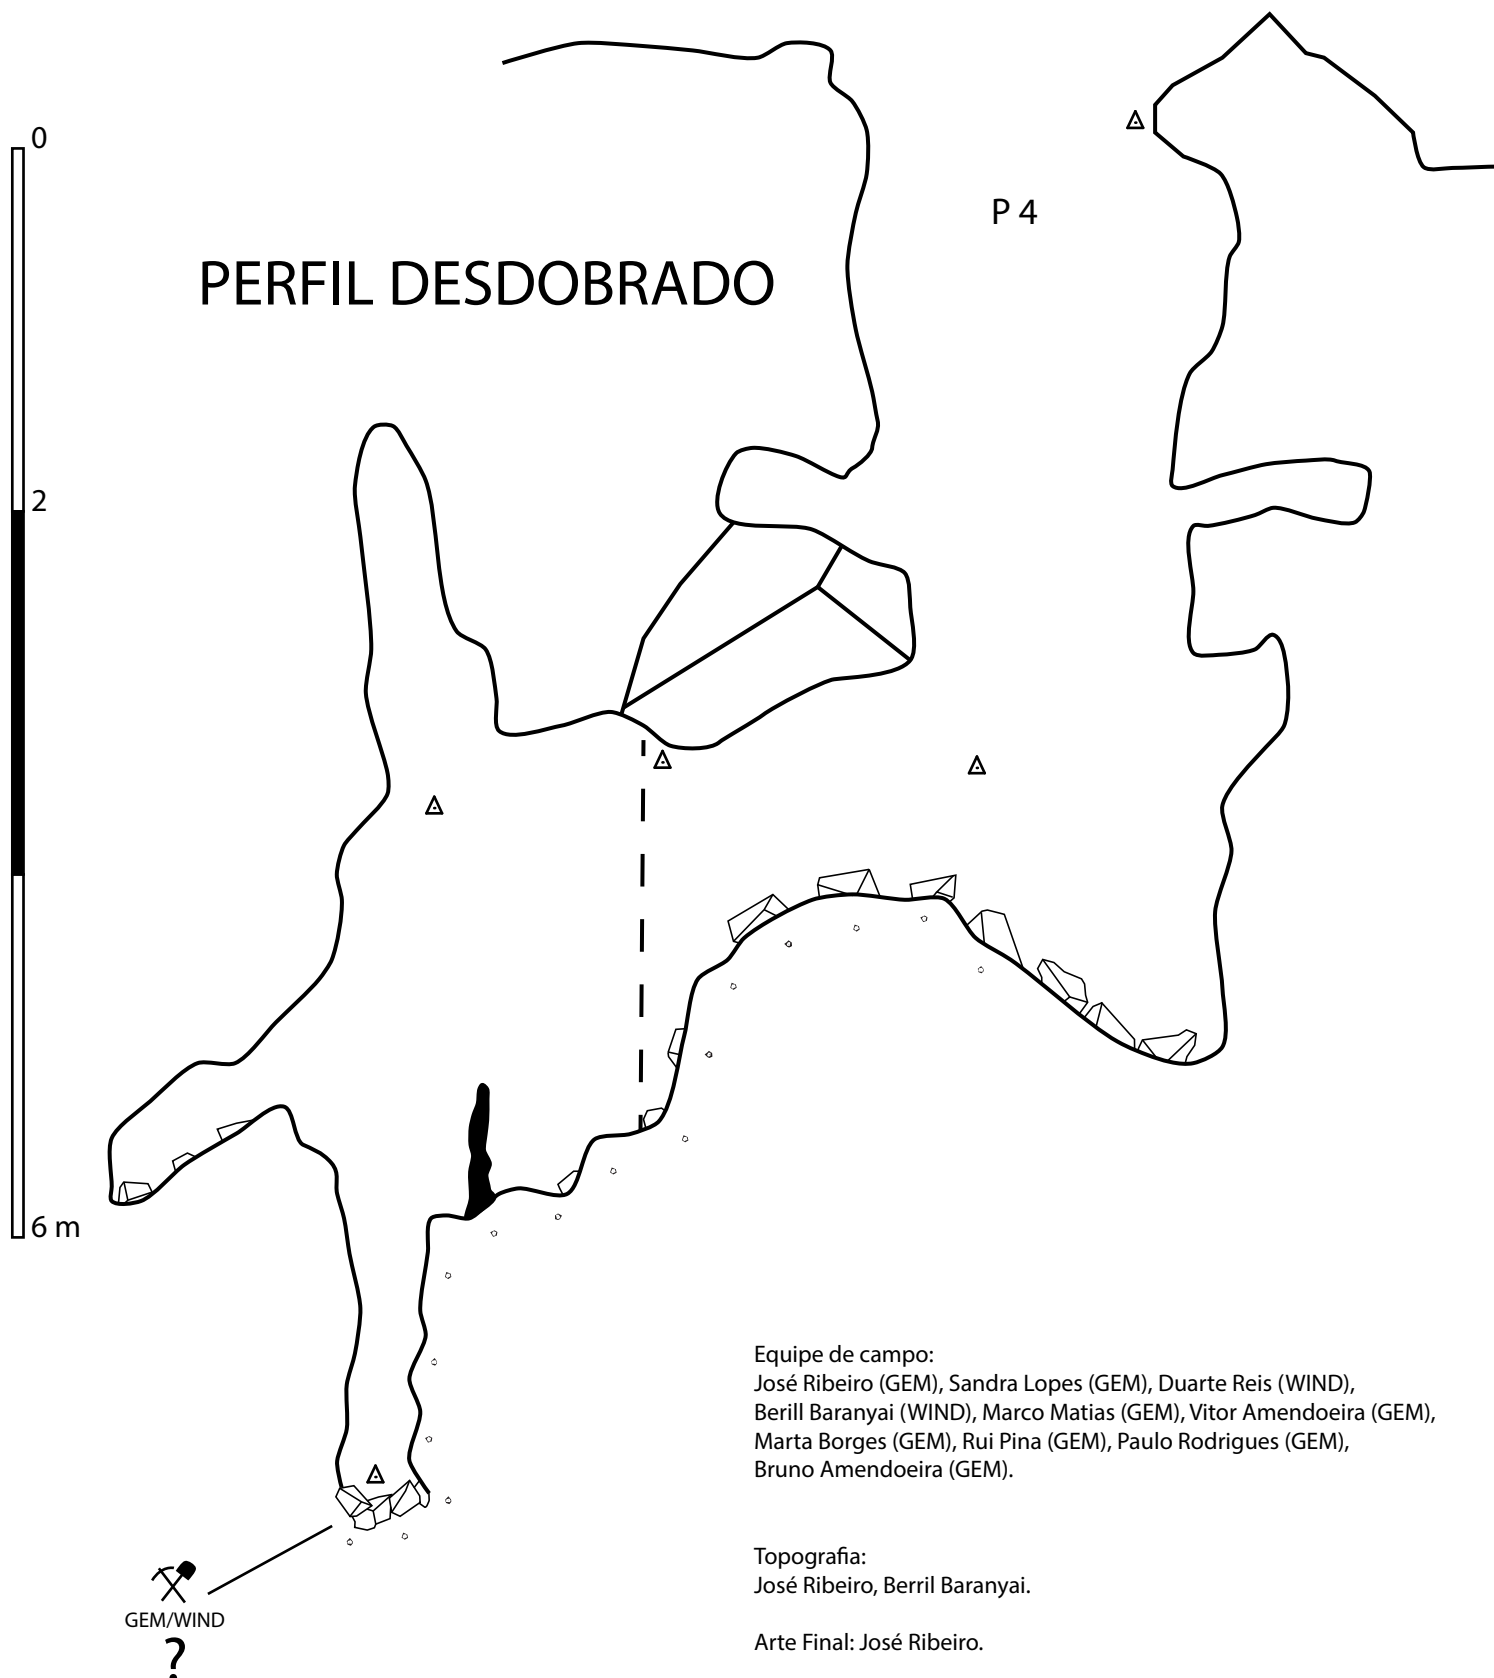 0
P 4
PERFIL DESDOBRADO
2
6 m
Equipe de campo:
José Ribeiro (GEM), Sandra Lopes (GEM), Duarte Reis (WIND),
Berill Baranyai (WIND), Marco Matias (GEM), Vitor Amendoeira (GEM),
Marta Borges (GEM), Rui Pina (GEM), Paulo Rodrigues (GEM),
Bruno Amendoeira (GEM).
Topografia:
José Ribeiro, Berril Baranyai.
GEM/WIND
?
Arte Final: José Ribeiro.